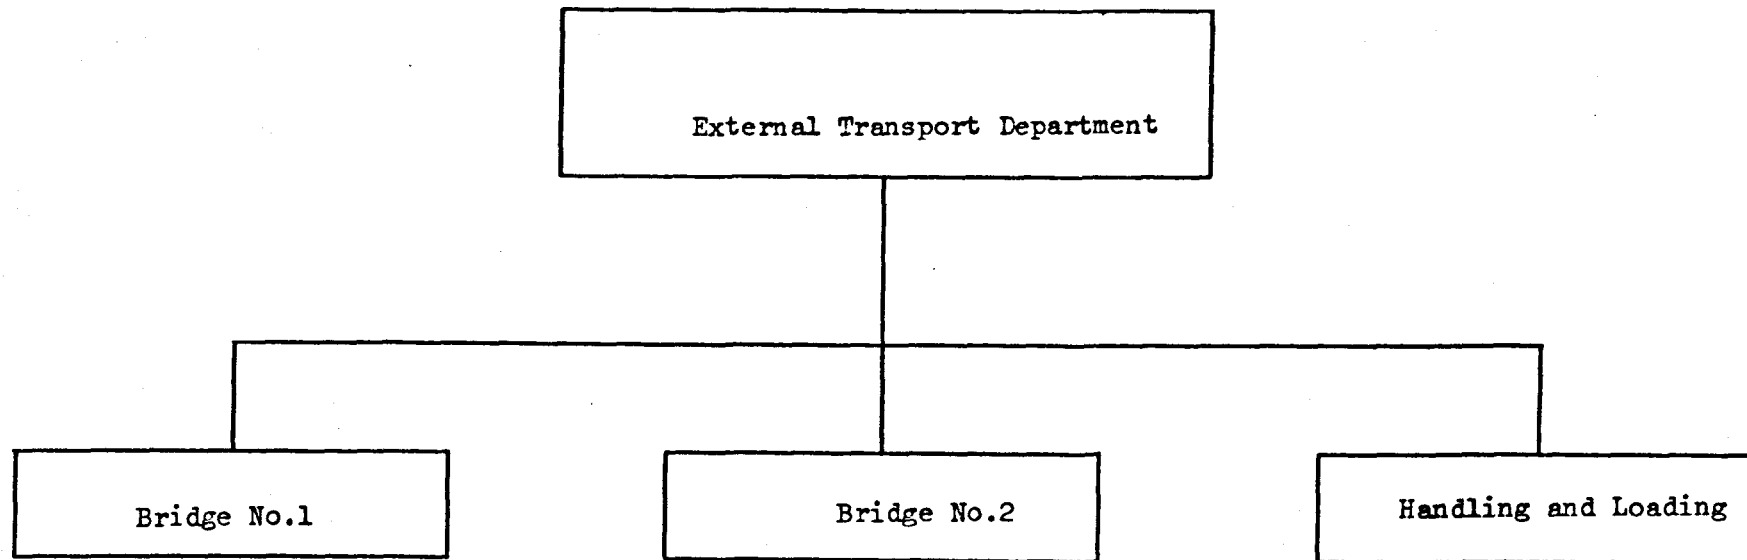 External Transport Department
Bridge No.1
Bridge No.2
Handling and Loading